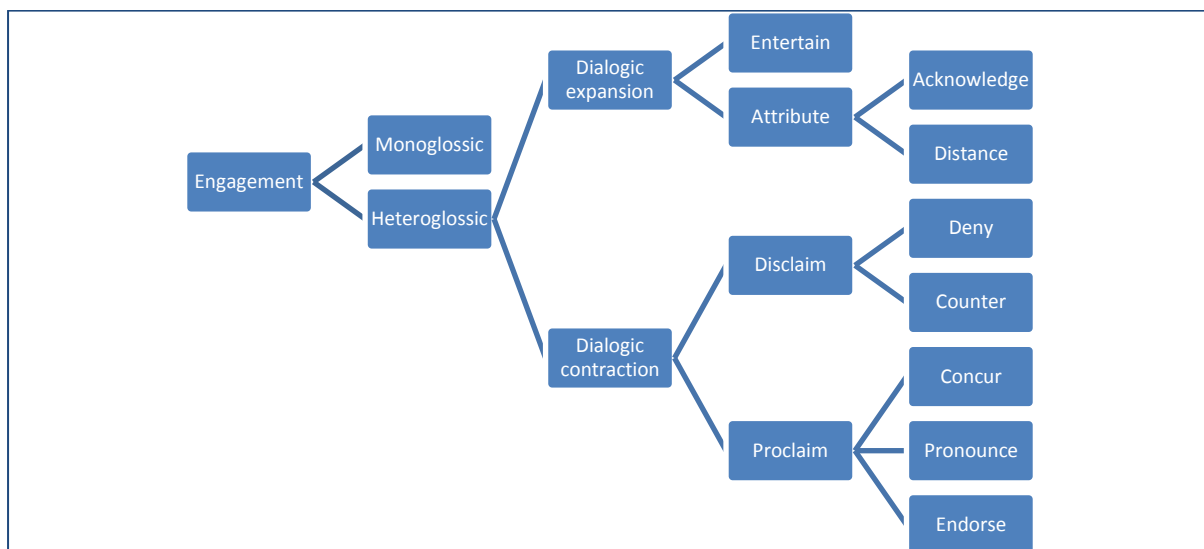 Entertain
Dialogic
expansion
Acknowledge
Attribute
Monoglossic
Distance
Engagement
Heteroglossic
Deny
Disclaim
Counter
Dialogic
contraction
Concur
Proclaim
Pronounce
Endorse